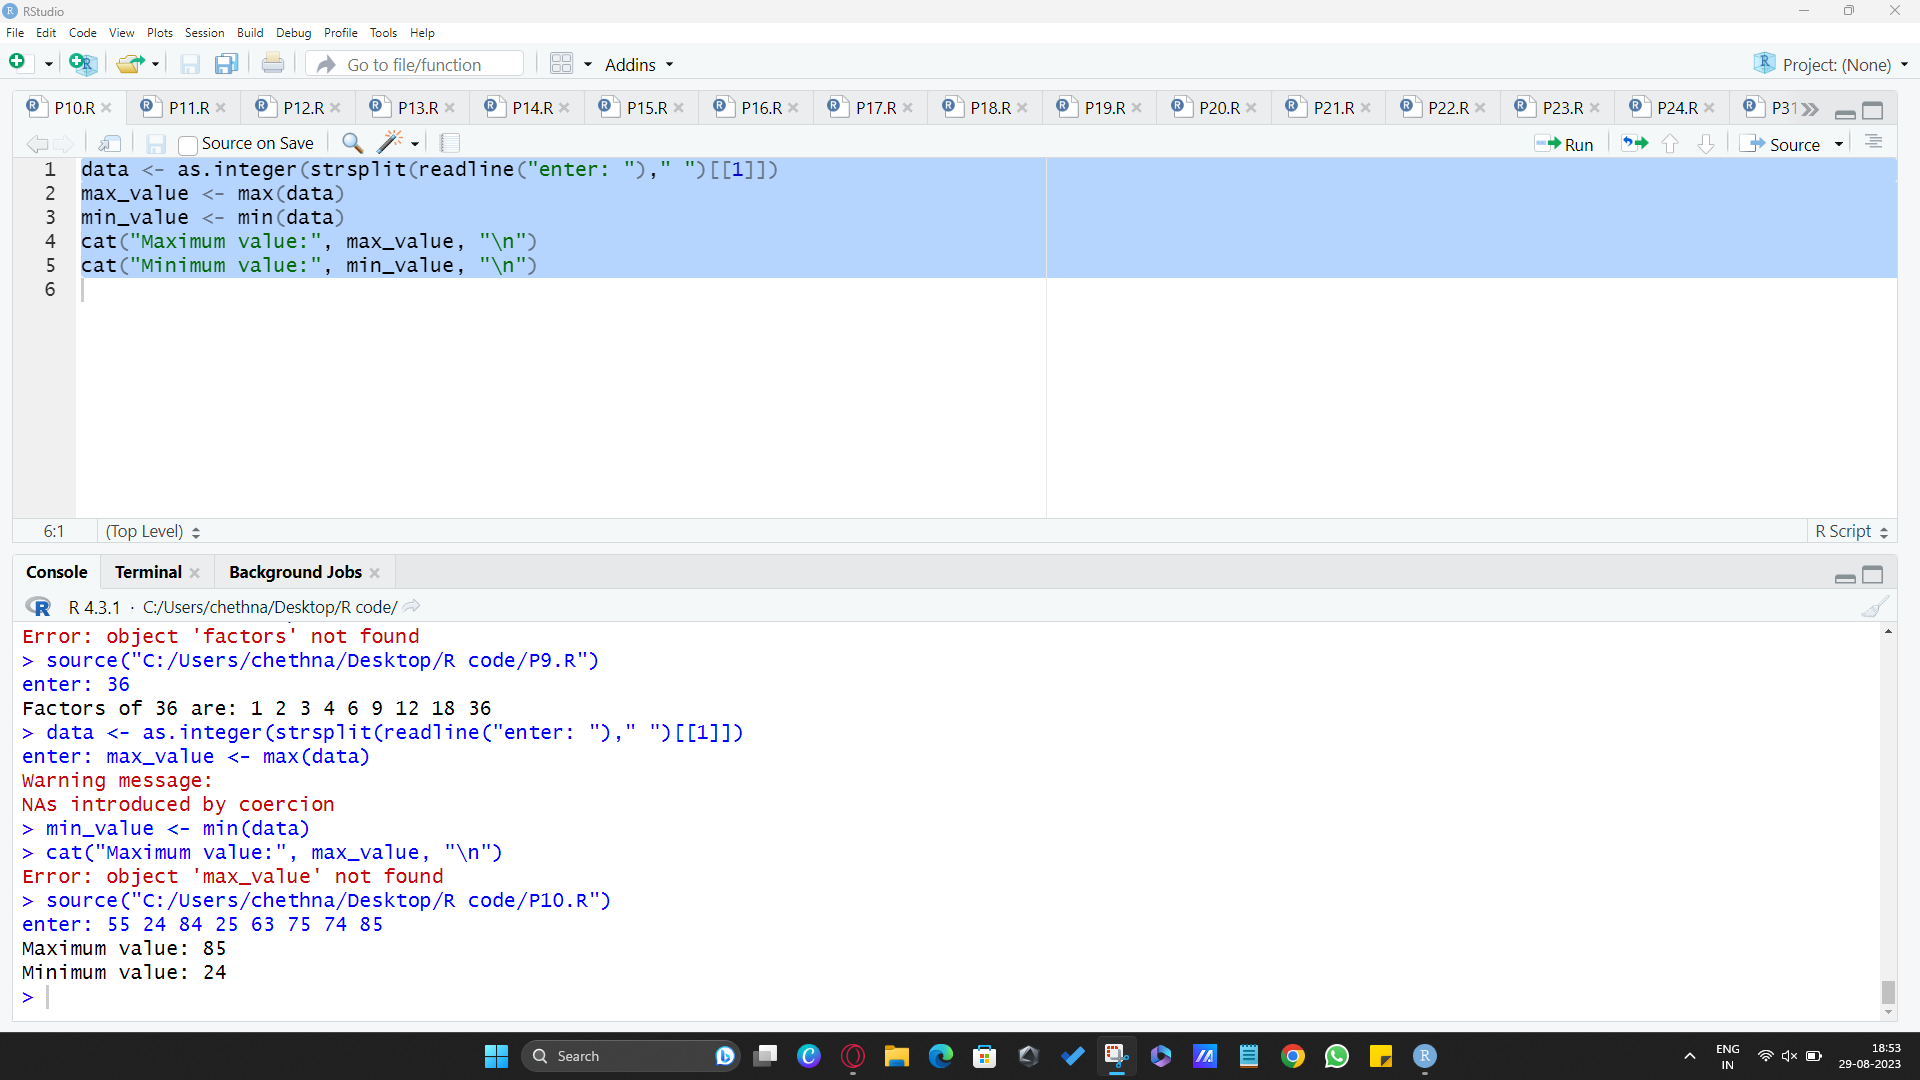 RStudio
File Edit Code View Plots Session Build Debug Profile Tools Help
Go to file/function Addins Project: (None)
P10.R P11.R P12.R P13.R P14.R P15.R P16.R P17.R P18.R P19.R P20.R P21.R P22.R P23.R P24.R P31
Source on Save Run Source
1 data <- as.integer(strsplit(readline("enter: ")," ")[[1]])
2 max_value <- max(data)
3 min_value <- min(data)
4 cat("Maximum value:", max_value, "\n")
5 cat("Minimum value:", min_value, "\n")
6
6:1 (Top Level) R Script
Console Terminal Background Jobs
R 4.3.1 · C:/Users/chethna/Desktop/R code/
Error: object 'factors' not found
> source("C:/Users/chethna/Desktop/R code/P9.R")
enter: 36
Factors of 36 are: 1 2 3 4 6 9 12 18 36
> data <- as.integer(strsplit(readline("enter: ")," ")[[1]])
enter: max_value <- max(data)
Warning message:
NAs introduced by coercion
> min_value <- min(data)
> cat("Maximum value:", max_value, "\n")
Error: object 'max_value' not found
> source("C:/Users/chethna/Desktop/R code/P10.R")
enter: 55 24 84 25 63 75 74 85
Maximum value: 85
Minimum value: 24
>
Search
ENG
IN
18:53
29-08-2023